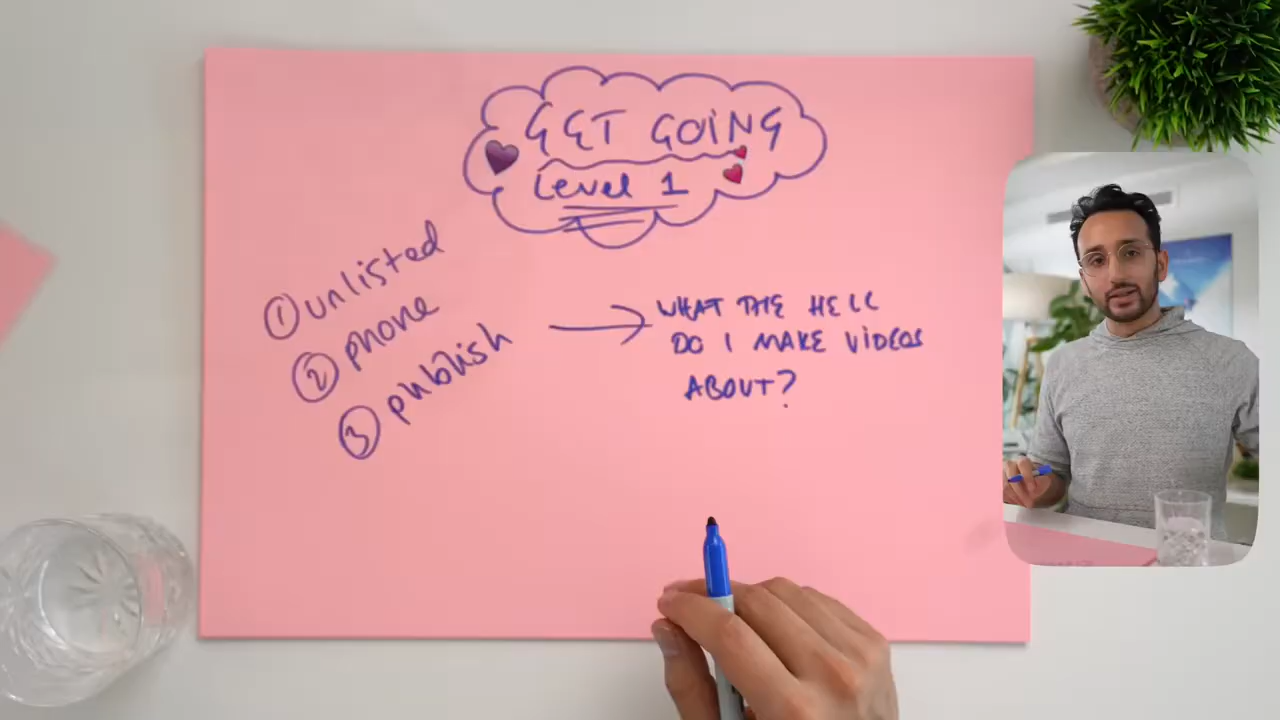 GET GOING
Level 1
① unlisted
② phone
③ publish
WHAT THE HELL
DO I MAKE VIDEOS
ABOUT?